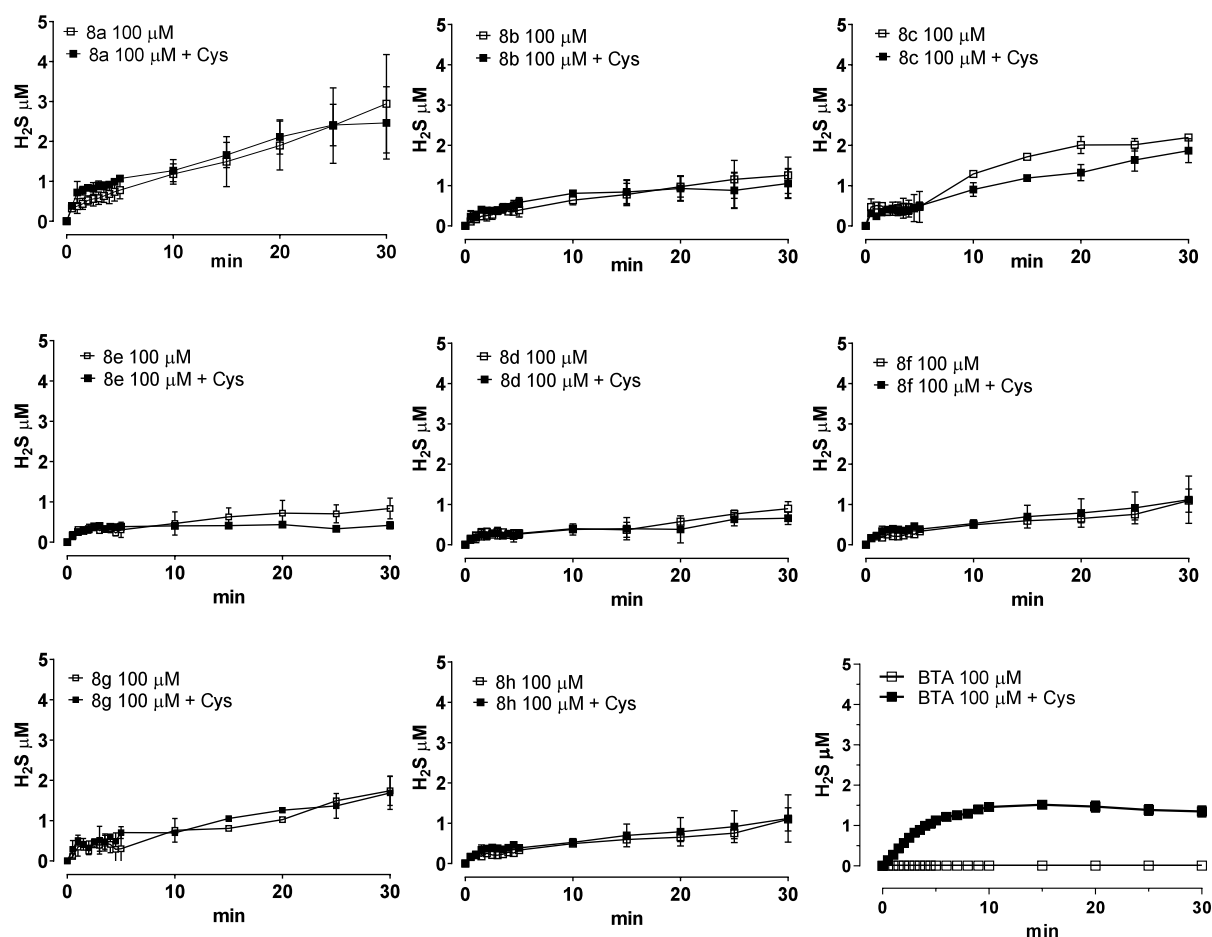 5
4
3
2
1
0
H₂S μM
8a 100 μM
8a 100 μM + Cys
0 10 20 30
min
5
4
3
2
1
0
H₂S μM
8b 100 μM
8b 100 μM + Cys
0 10 20 30
min
5
4
3
2
1
0
H₂S μM
8c 100 μM
8c 100 μM + Cys
0 10 20 30
min
5
4
3
2
1
0
H₂S μM
8e 100 μM
8e 100 μM + Cys
0 10 20 30
min
5
4
3
2
1
0
H₂S μM
8d 100 μM
8d 100 μM + Cys
0 10 20 30
min
5
4
3
2
1
0
H₂S μM
8f 100 μM
8f 100 μM + Cys
0 10 20 30
min
5
4
3
2
1
0
H₂S μM
8g 100 μM
8g 100 μM + Cys
0 10 20 30
min
5
4
3
2
1
0
H₂S μM
8h 100 μM
8h 100 μM + Cys
0 10 20 30
min
5
4
3
2
1
0
H₂S μM
BTA 100 μM
BTA 100 μM + Cys
0 10 20 30
min